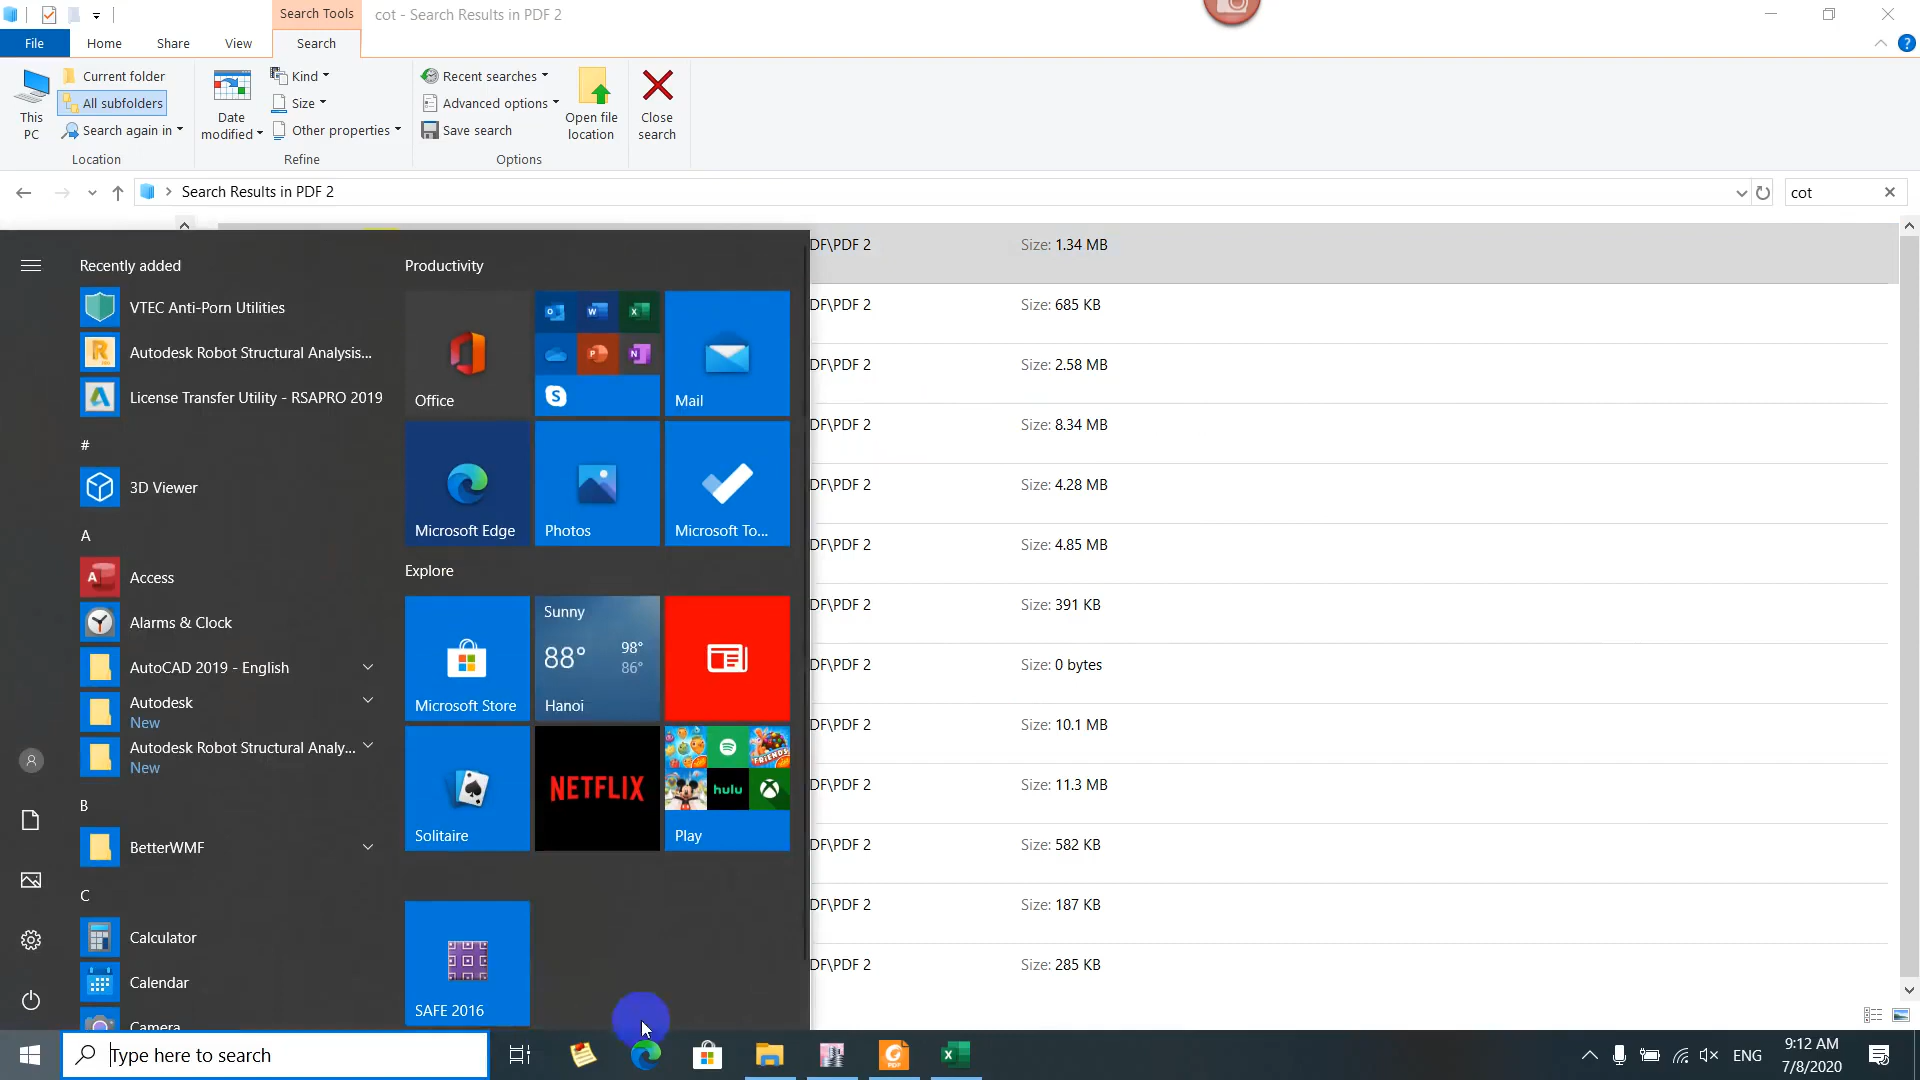 Search Tools
cot - Search Results in PDF 2
File
Home
Share
View
Search
This PC
Current folder
All subfolders
Search again in
Location
Date modified
Kind
Size
Other properties
Refine
Recent searches
Advanced options
Save search
Options
Open file location
Close search
Search Results in PDF 2
cot
Recently added
VTEC Anti-Porn Utilities
Autodesk Robot Structural Analysis...
License Transfer Utility - RSAPRO 2019
#
3D Viewer
A
Access
Alarms & Clock
AutoCAD 2019 - English
Autodesk
New
Autodesk Robot Structural Analy...
New
B
BetterWMF
C
Calculator
Calendar
Camera
Productivity
Office
Mail
Microsoft Edge
Photos
Microsoft To...
Explore
Microsoft Store
Sunny
88°
98°
86°
Hanoi
Solitaire
NETFLIX
hulu
Play
SAFE 2016
DF\PDF 2 Size: 1.34 MB
DF\PDF 2 Size: 685 KB
DF\PDF 2 Size: 2.58 MB
DF\PDF 2 Size: 8.34 MB
DF\PDF 2 Size: 4.28 MB
DF\PDF 2 Size: 4.85 MB
DF\PDF 2 Size: 391 KB
DF\PDF 2 Size: 0 bytes
DF\PDF 2 Size: 10.1 MB
DF\PDF 2 Size: 11.3 MB
DF\PDF 2 Size: 582 KB
DF\PDF 2 Size: 187 KB
DF\PDF 2 Size: 285 KB
Type here to search
ENG
9:12 AM
7/8/2020